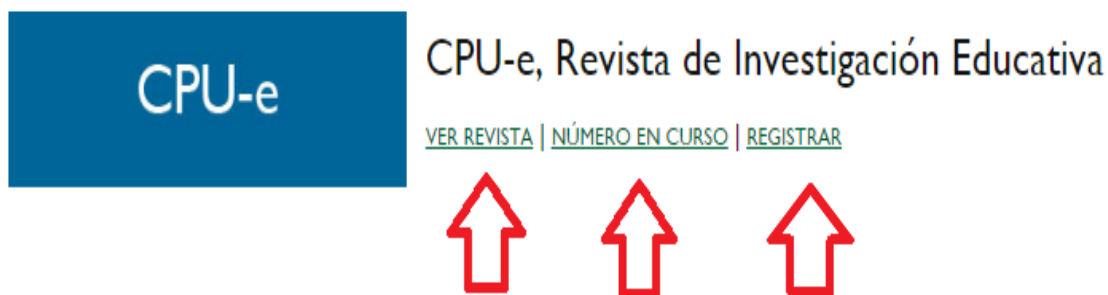 CPU-e
CPU-e, Revista de Investigación Educativa
VER REVISTA | NÚMERO EN CURSO | REGISTRAR